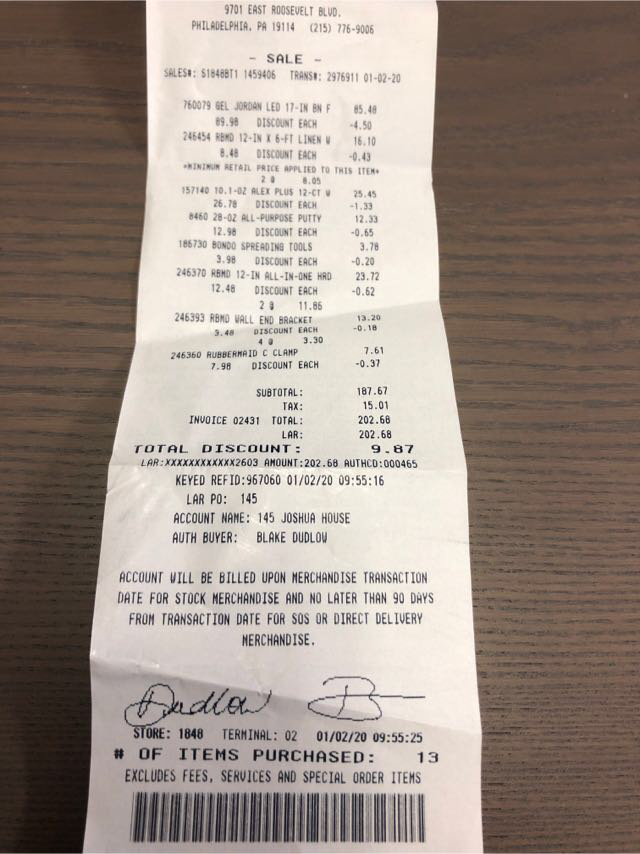 9701 EAST ROOSEVELT BLVD.
PHILADELPHIA, PA 19114 (215) 776-9006
- SALE -
SALES#: S1848BT1 1459406 TRANS#: 2976911 01-02-20
760079 GEL JORDAN LED 17-IN BN F 85.48
89.98 DISCOUNT EACH -4.50
246454 RBMD 12-IN X 6-FT LINEN W 16.10
8.48 DISCOUNT EACH -0.43
*MINIMUM RETAIL PRICE APPLIED TO THIS ITEM*
2 @ 8.05
157140 10.1-OZ ALEX PLUS 12-CT W 25.45
26.78 DISCOUNT EACH -1.33
8460 28-OZ ALL-PURPOSE PUTTY 12.33
12.98 DISCOUNT EACH -0.65
186730 BONDO SPREADING TOOLS 3.78
3.98 DISCOUNT EACH -0.20
246370 RBMD 12-IN ALL-IN-ONE HRD 23.72
12.48 DISCOUNT EACH -0.62
2 @ 11.86
246393 RBMD WALL END BRACKET 13.20
3.48 DISCOUNT EACH -0.18
4 @ 3.30
246360 RUBBERMAID C CLAMP 7.61
7.98 DISCOUNT EACH -0.37
SUBTOTAL: 187.67
TAX: 15.01
INVOICE 02431 TOTAL: 202.68
LAR: 202.68
TOTAL DISCOUNT: 9.87
LAR:XXXXXXXXXXXX2603 AMOUNT:202.68 AUTHCD:000465
KEYED REFID:967060 01/02/20 09:55:16
LAR PO: 145
ACCOUNT NAME: 145 JOSHUA HOUSE
AUTH BUYER: BLAKE DUDLOW
ACCOUNT WILL BE BILLED UPON MERCHANDISE TRANSACTION
DATE FOR STOCK MERCHANDISE AND NO LATER THAN 90 DAYS
FROM TRANSACTION DATE FOR SOS OR DIRECT DELIVERY
MERCHANDISE.
Dudlow B
STORE: 1848 TERMINAL: 02 01/02/20 09:55:25
# OF ITEMS PURCHASED: 13
EXCLUDES FEES, SERVICES AND SPECIAL ORDER ITEMS